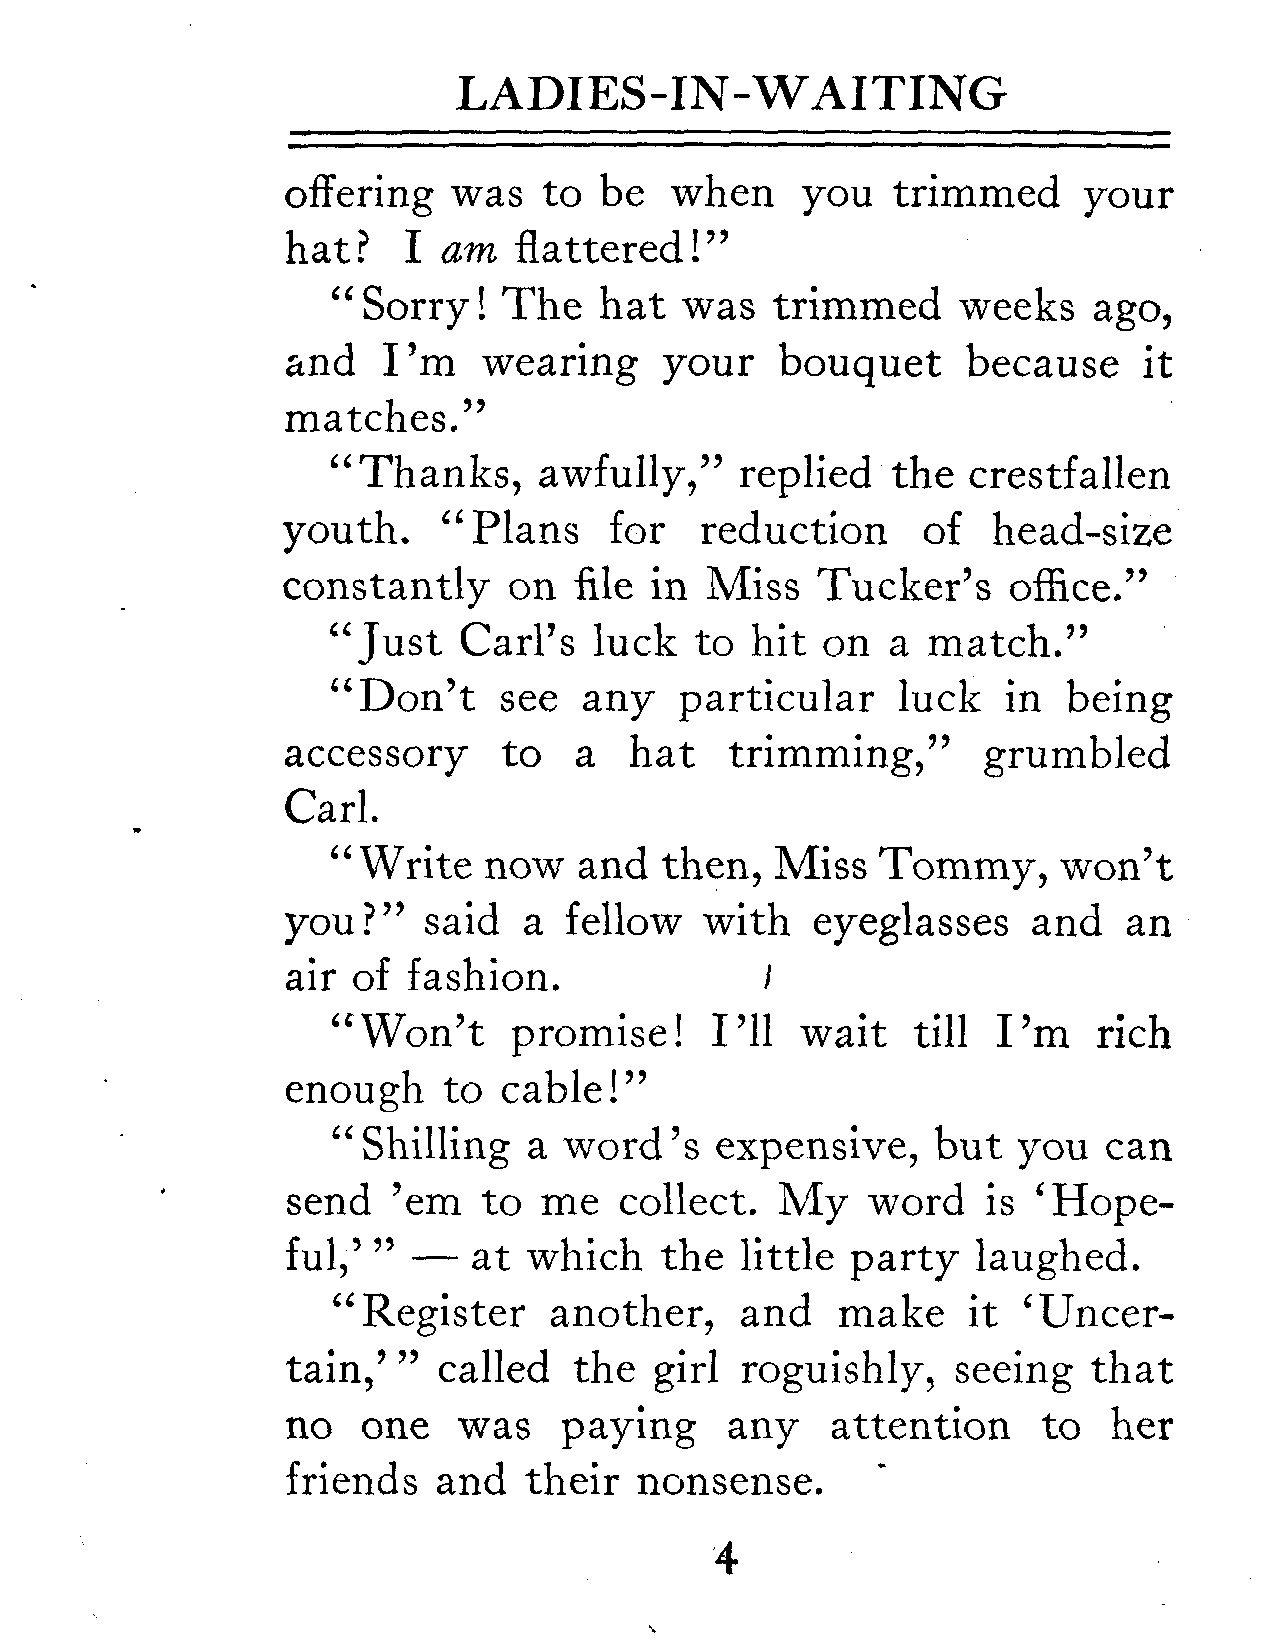 LADIES-IN-WAITING
offering was to be when you trimmed your
hat? I am flattered!”
“Sorry! The hat was trimmed weeks ago,
and I’m wearing your bouquet because it
matches.”
“Thanks, awfully,” replied the crestfallen
youth. “Plans for reduction of head-size
constantly on file in Miss Tucker’s office.”
“Just Carl’s luck to hit on a match.”
“Don’t see any particular luck in being
accessory to a hat trimming,” grumbled
Carl.
“Write now and then, Miss Tommy, won’t
you?” said a fellow with eyeglasses and an
air of fashion.
“Won’t promise! I’ll wait till I’m rich
enough to cable!”
“Shilling a word’s expensive, but you can
send ’em to me collect. My word is ‘Hope-
ful,’” — at which the little party laughed.
“Register another, and make it ‘Uncer-
tain,’” called the girl roguishly, seeing that
no one was paying any attention to her
friends and their nonsense.
4